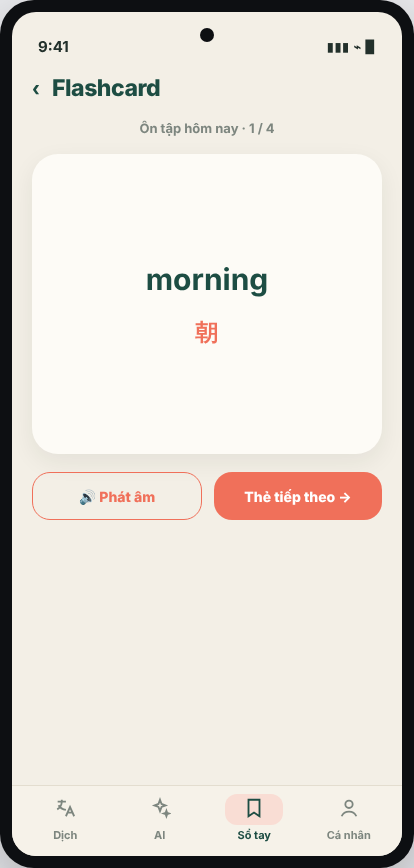 9:41
‹ Flashcard
Ôn tập hôm nay · 1 / 4
morning
朝
🔊 Phát âm
Thẻ tiếp theo →
Dịch
AI
Sổ tay
Cá nhân